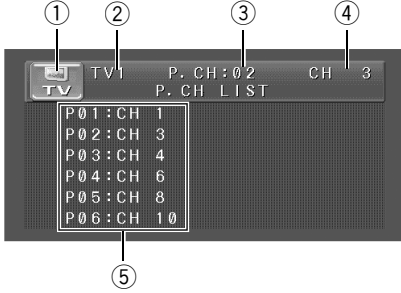 ① ② ③ ④
TV1 P.CH:02 CH 3
TV P.CH LIST
P01:CH 1
P02:CH 3
P03:CH 4
P04:CH 6
P05:CH 8
P06:CH 10
⑤